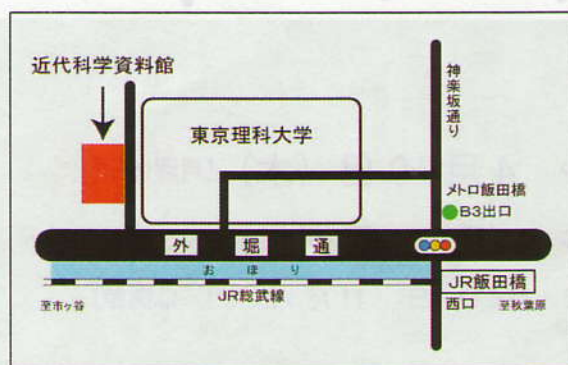 近代科学資料館
東京理科大学
神楽坂通り
メトロ飯田橋
B3出口
外 堀 通
おほり
JR総武線
JR飯田橋
至市ヶ谷
西口
至秋葉原